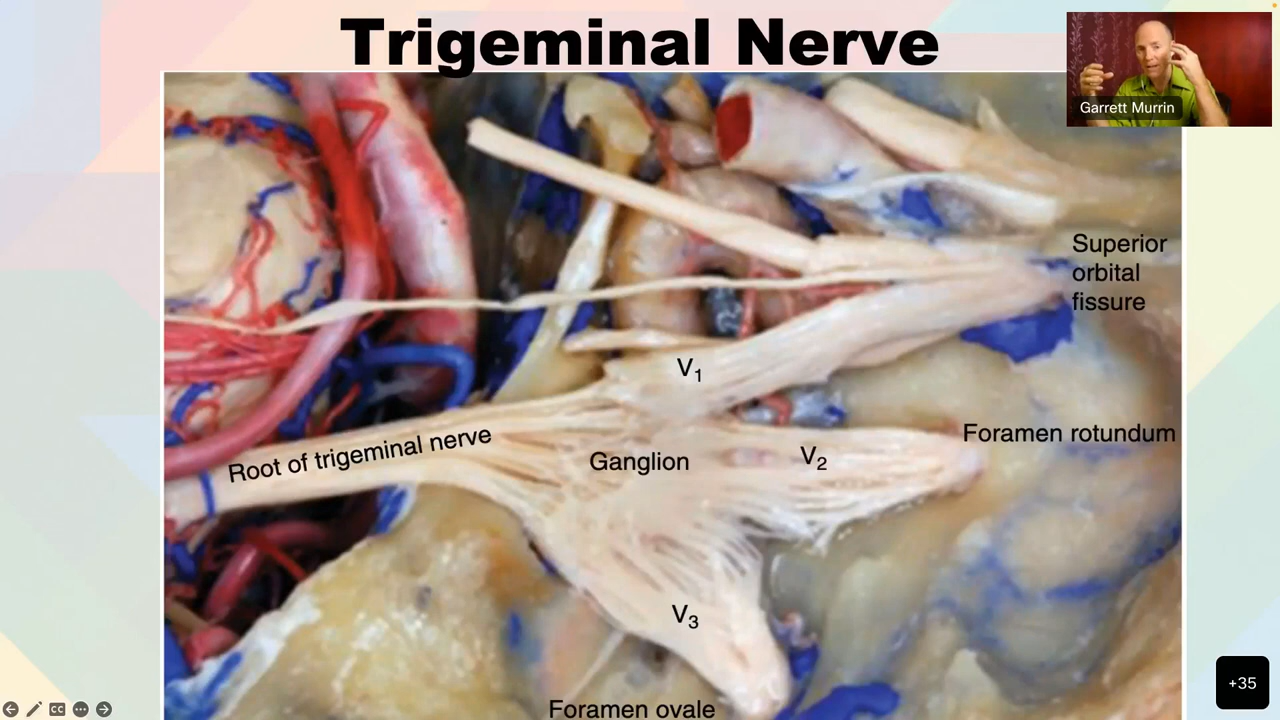 Trigeminal Nerve
Garrett Murrin
Superior
orbital
fissure
V1
Foramen rotundum
Root of trigeminal nerve
Ganglion
V2
V3
Foramen ovale
+35
CC